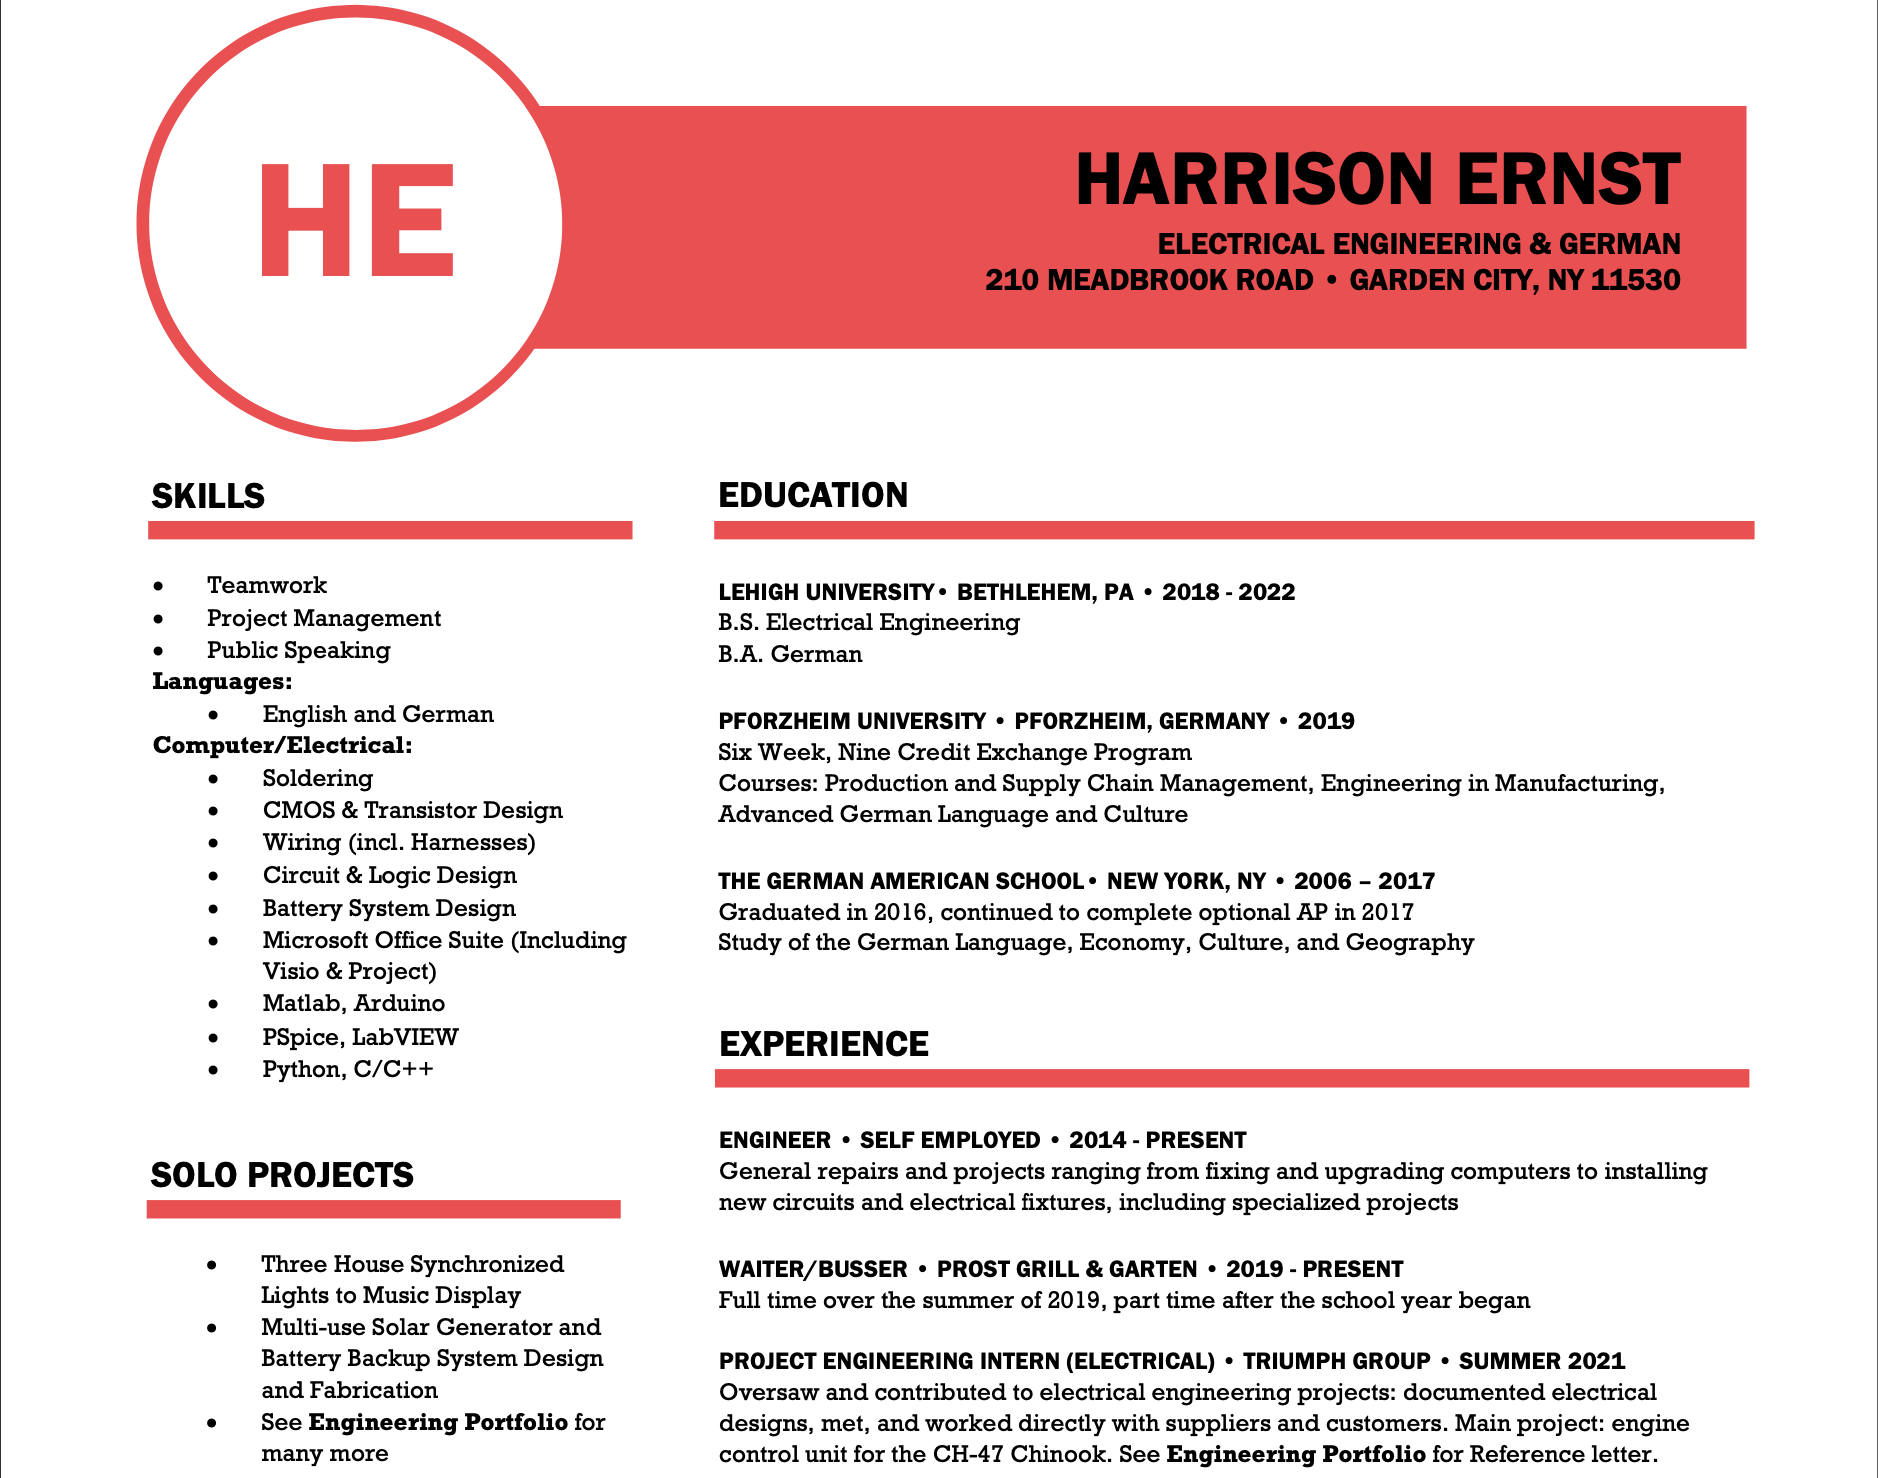 HE
HARRISON ERNST
ELECTRICAL ENGINEERING & GERMAN
210 MEADBROOK ROAD • GARDEN CITY, NY 11530
SKILLS
• Teamwork
• Project Management
• Public Speaking
Languages:
• English and German
Computer/Electrical:
• Soldering
• CMOS & Transistor Design
• Wiring (incl. Harnesses)
• Circuit & Logic Design
• Battery System Design
• Microsoft Office Suite (Including
Visio & Project)
• Matlab, Arduino
• PSpice, LabVIEW
• Python, C/C++
SOLO PROJECTS
• Three House Synchronized
Lights to Music Display
• Multi-use Solar Generator and
Battery Backup System Design
and Fabrication
• See Engineering Portfolio for
many more
EDUCATION
LEHIGH UNIVERSITY• BETHLEHEM, PA • 2018 - 2022
B.S. Electrical Engineering
B.A. German
PFORZHEIM UNIVERSITY • PFORZHEIM, GERMANY • 2019
Six Week, Nine Credit Exchange Program
Courses: Production and Supply Chain Management, Engineering in Manufacturing,
Advanced German Language and Culture
THE GERMAN AMERICAN SCHOOL• NEW YORK, NY • 2006 – 2017
Graduated in 2016, continued to complete optional AP in 2017
Study of the German Language, Economy, Culture, and Geography
EXPERIENCE
ENGINEER • SELF EMPLOYED • 2014 - PRESENT
General repairs and projects ranging from fixing and upgrading computers to installing
new circuits and electrical fixtures, including specialized projects
WAITER/BUSSER • PROST GRILL & GARTEN • 2019 - PRESENT
Full time over the summer of 2019, part time after the school year began
PROJECT ENGINEERING INTERN (ELECTRICAL) • TRIUMPH GROUP • SUMMER 2021
Oversaw and contributed to electrical engineering projects: documented electrical
designs, met, and worked directly with suppliers and customers. Main project: engine
control unit for the CH-47 Chinook. See Engineering Portfolio for Reference letter.